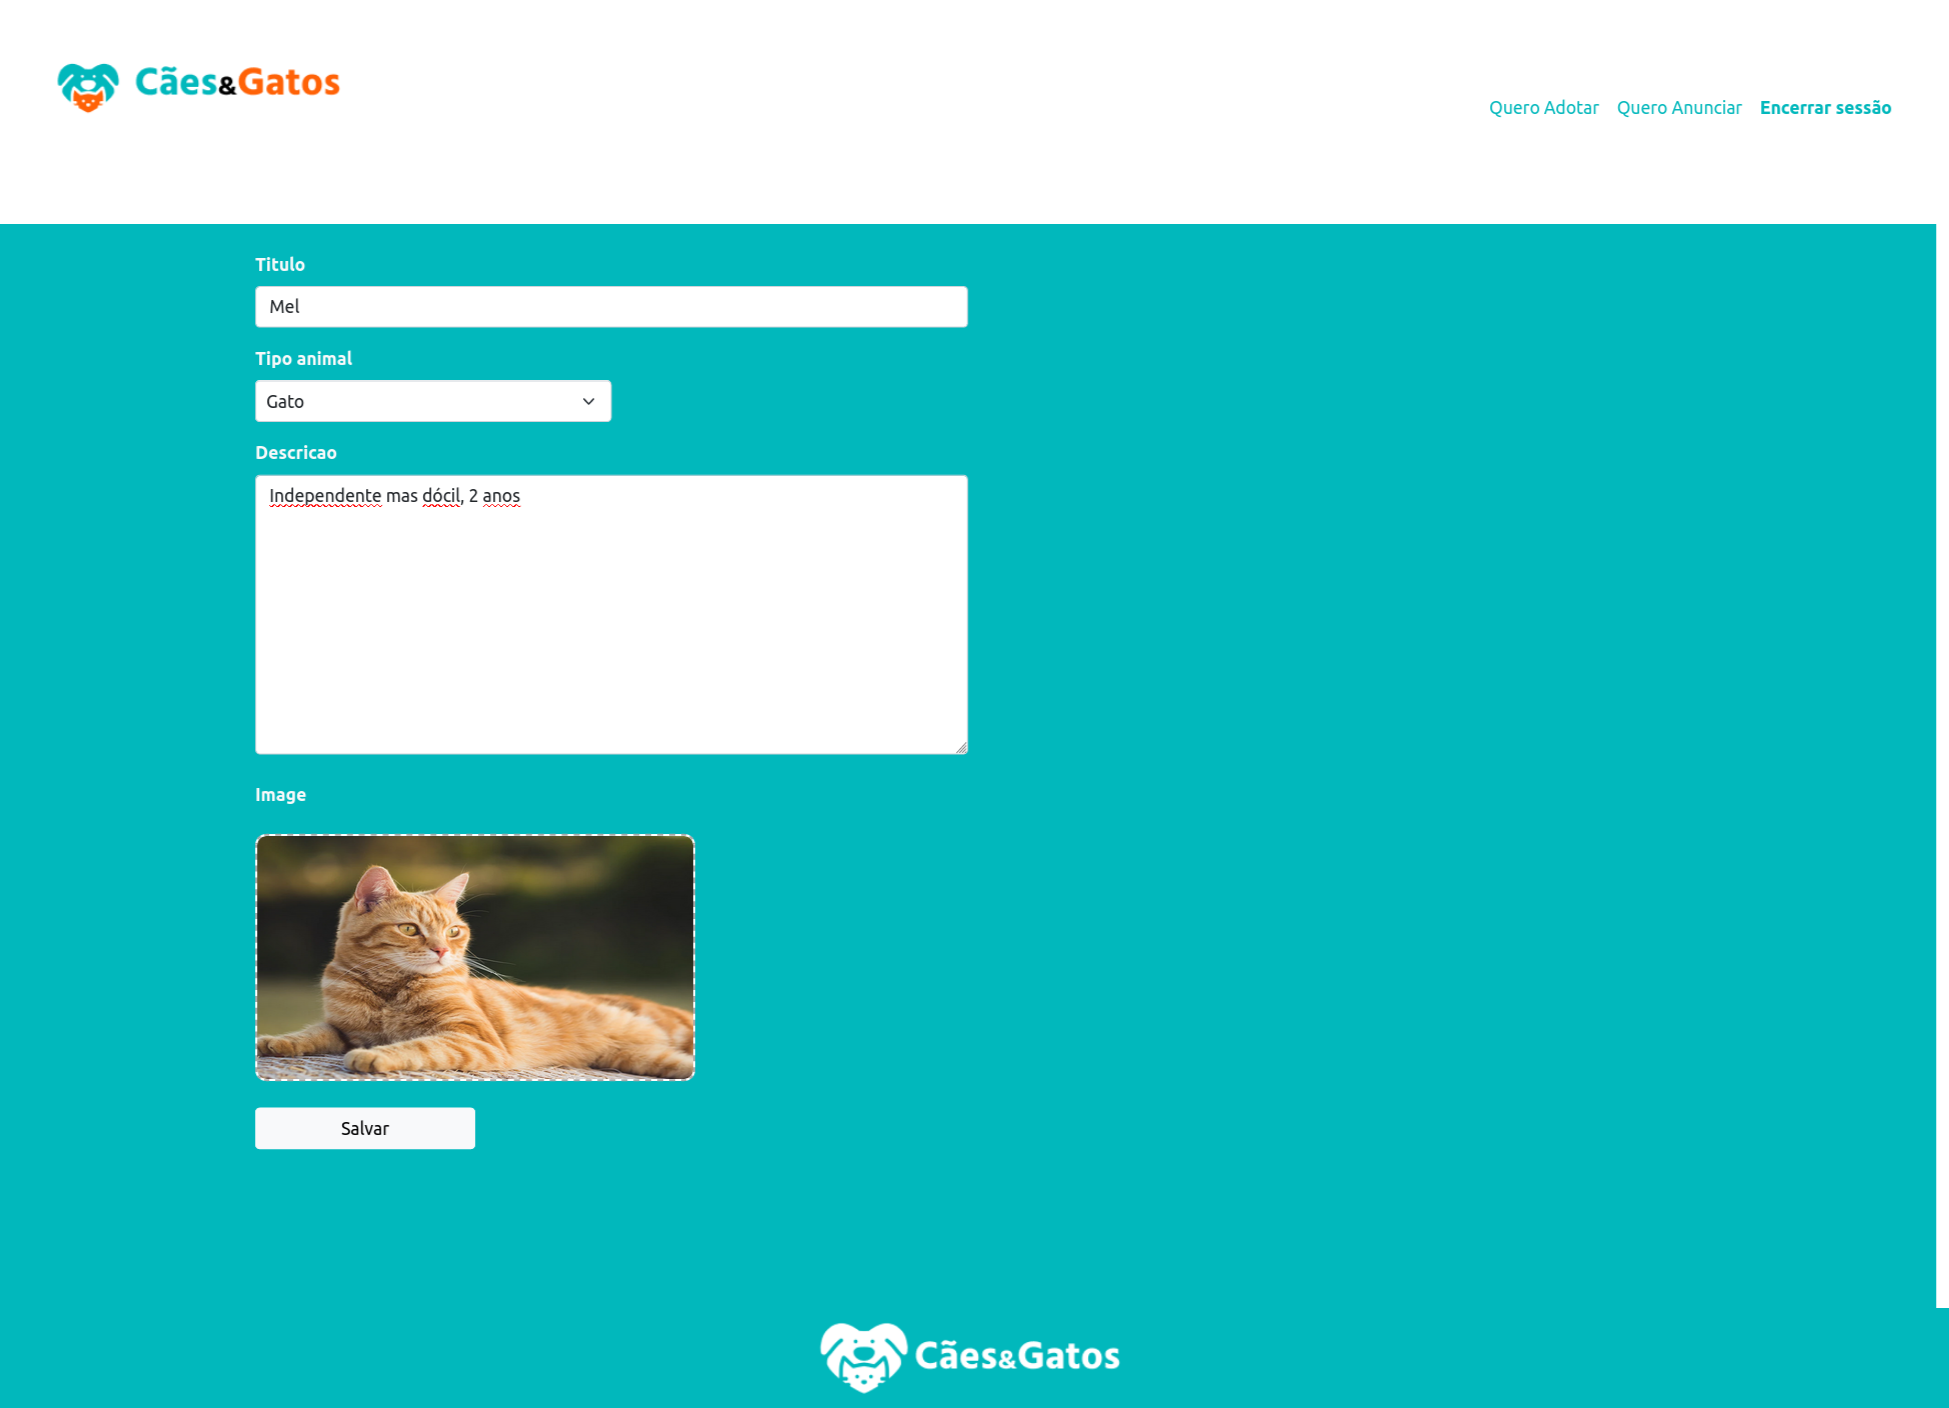 Cães&Gatos
Quero Adotar Quero Anunciar Encerrar sessão
Titulo
Mel
Tipo animal
Gato
Descricao
Independente mas dócil, 2 anos
Image
Salvar
Cães&Gatos